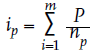 i_p = \sum_{i=1}^{m} \frac{P}{n_p}